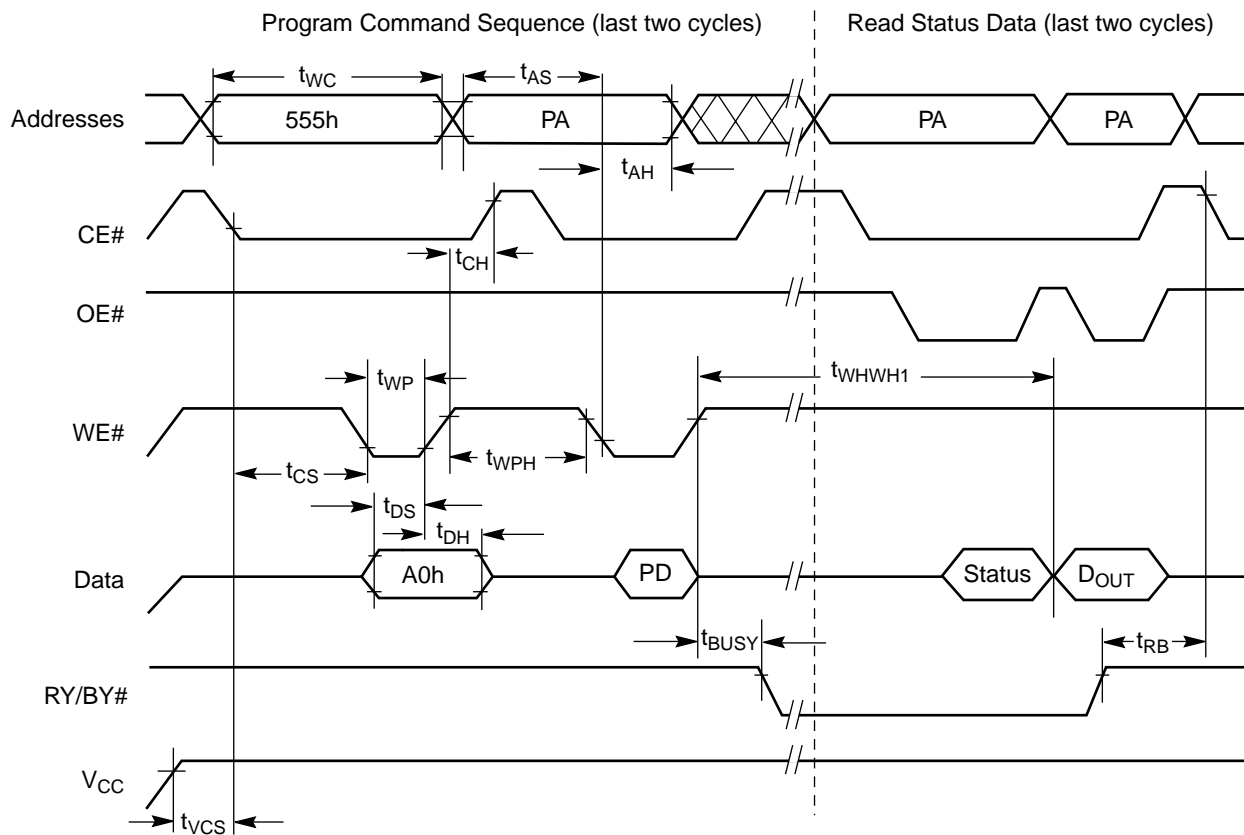 Program Command Sequence (last two cycles)
Read Status Data (last two cycles)
tWC
tAS
Addresses
555h
PA
PA
PA
tAH
CE#
tCH
OE#
tWHWH1
tWP
WE#
tWPH
tCS
tDS
tDH
Data
A0h
PD
Status
DOUT
tBUSY
tRB
RY/BY#
VCC
tVCS